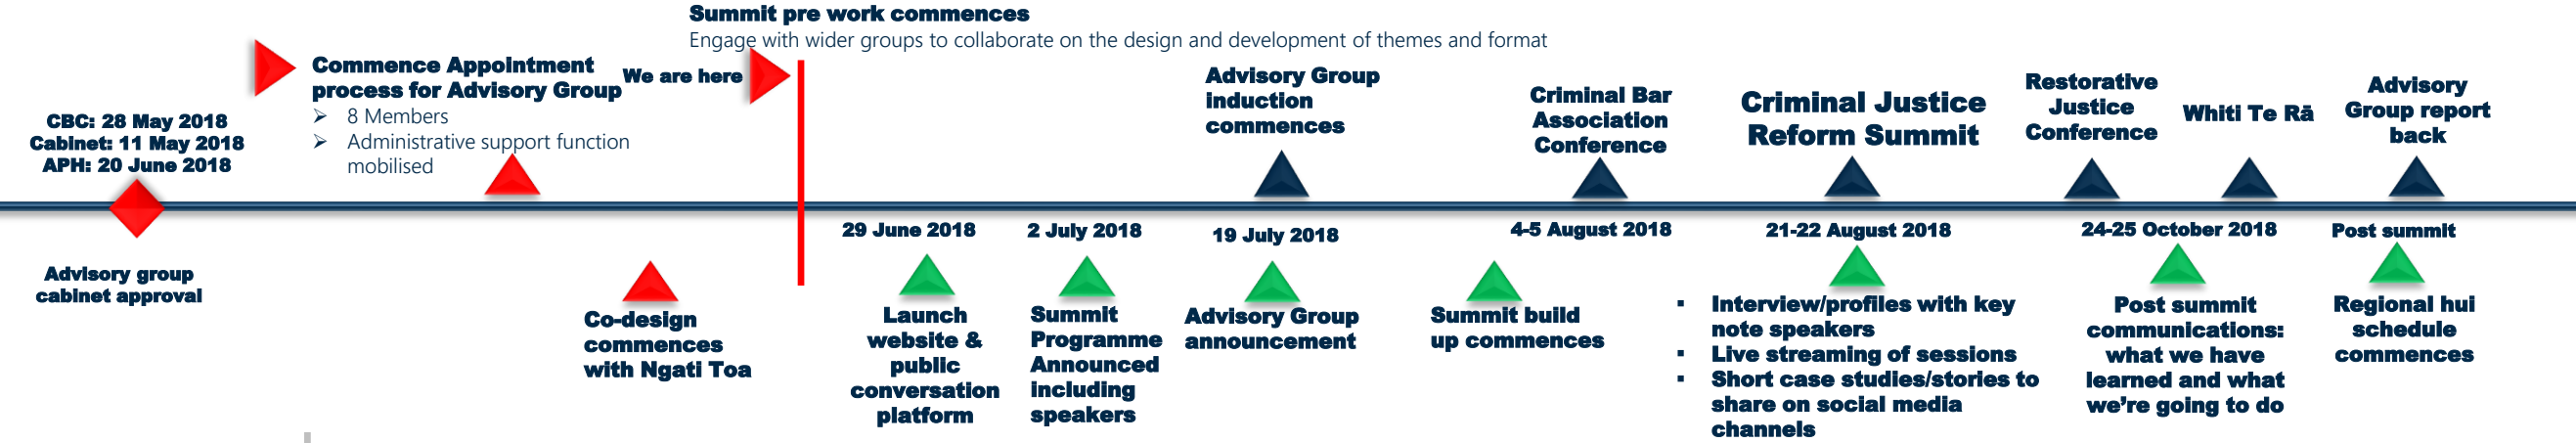 Summit pre work commences
Engage with wider groups to collaborate on the design and development of themes and format
CBC: 28 May 2018
Cabinet: 11 May 2018
APH: 20 June 2018
Commence Appointment
process for Advisory Group
➢ 8 Members
➢ Administrative support function
mobilised
We are here
Advisory Group
induction
commences
Criminal Bar
Association
Conference
Criminal Justice
Reform Summit
Restorative
Justice
Conference
Whiti Te Rā
Advisory
Group report
back
29 June 2018
2 July 2018
19 July 2018
4-5 August 2018
21-22 August 2018
24-25 October 2018
Post summit
Advisory group
cabinet approval
Co-design
commences
with Ngati Toa
Launch
website &
public
conversation
platform
Summit
Programme
Announced
including
speakers
Advisory Group
announcement
Summit build
up commences
▪ Interview/profiles with key
note speakers
▪ Live streaming of sessions
▪ Short case studies/stories to
share on social media
channels
Post summit
communications:
what we have
learned and what
we’re going to do
Regional hui
schedule
commences